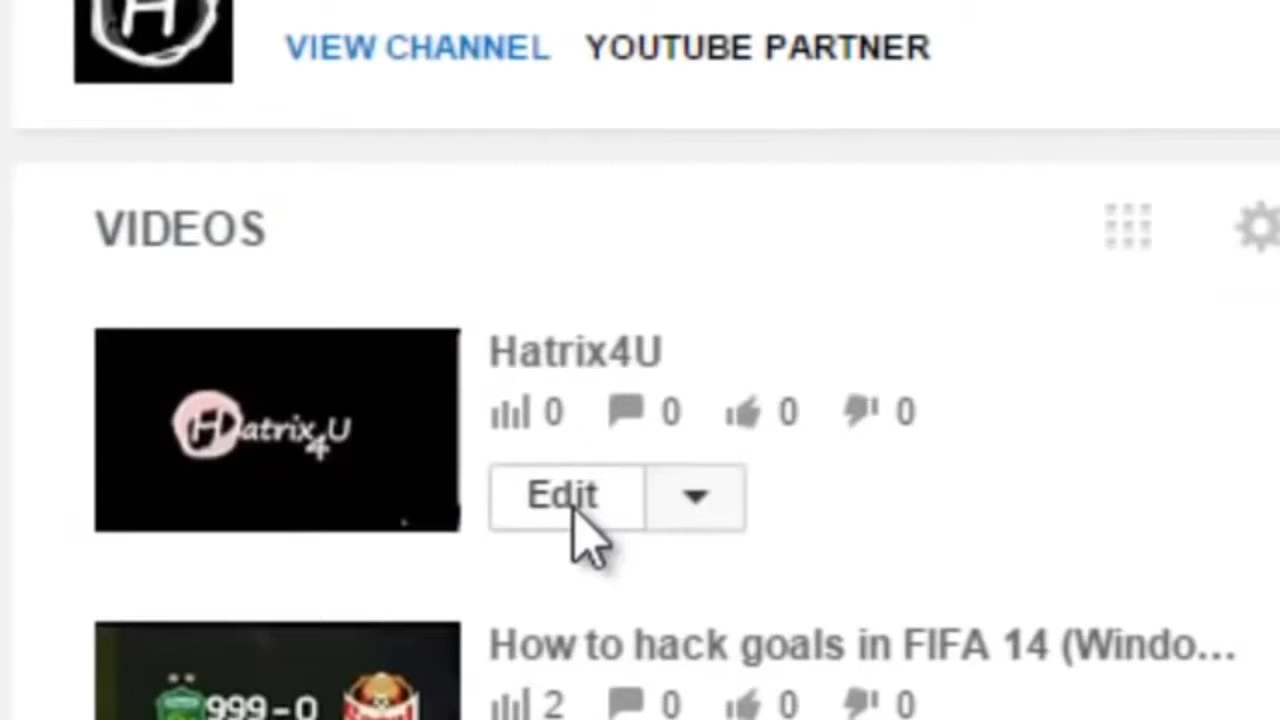 H
VIEW CHANNEL YOUTUBE PARTNER
VIDEOS
Hatrix4U
Hatrix4U
0 0 0 0
Edit
How to hack goals in FIFA 14 (Windo...
999-0
2 0 0 0